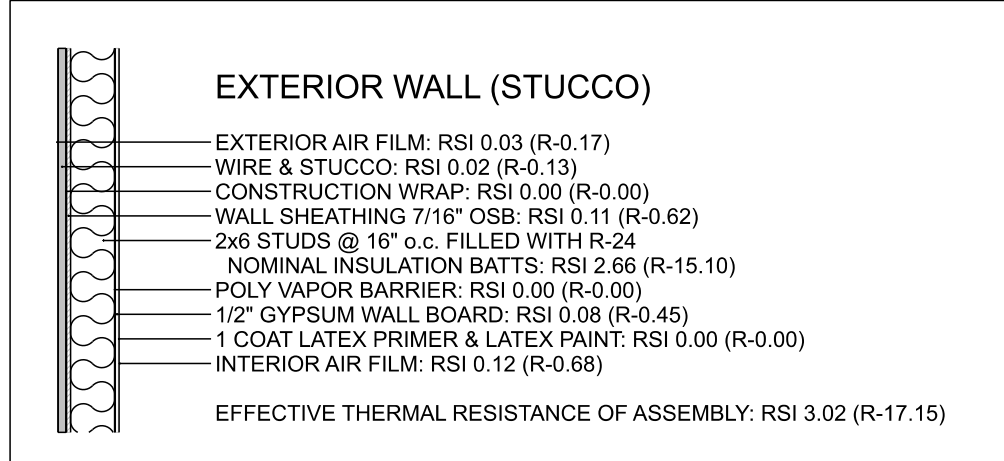 EXTERIOR WALL (STUCCO)
EXTERIOR AIR FILM: RSI 0.03 (R-0.17)
WIRE & STUCCO: RSI 0.02 (R-0.13)
CONSTRUCTION WRAP: RSI 0.00 (R-0.00)
WALL SHEATHING 7/16" OSB: RSI 0.11 (R-0.62)
2x6 STUDS @ 16" o.c. FILLED WITH R-24
NOMINAL INSULATION BATTS: RSI 2.66 (R-15.10)
POLY VAPOR BARRIER: RSI 0.00 (R-0.00)
1/2" GYPSUM WALL BOARD: RSI 0.08 (R-0.45)
1 COAT LATEX PRIMER & LATEX PAINT: RSI 0.00 (R-0.00)
INTERIOR AIR FILM: RSI 0.12 (R-0.68)
EFFECTIVE THERMAL RESISTANCE OF ASSEMBLY: RSI 3.02 (R-17.15)